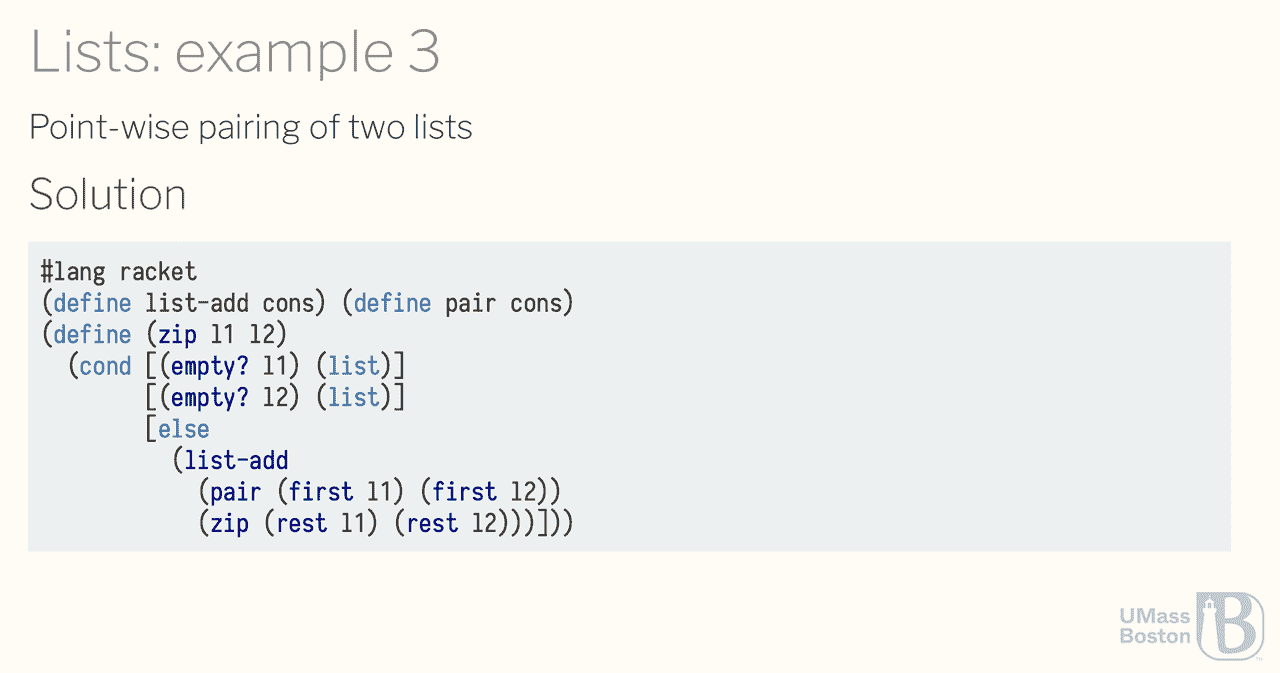 Lists: example 3
Point-wise pairing of two lists
Solution
#lang racket
(define list-add cons) (define pair cons)
(define (zip l1 l2)
  (cond [(empty? l1) (list)]
        [(empty? l2) (list)]
        [else
          (list-add
            (pair (first l1) (first l2))
            (zip (rest l1) (rest l2)))]))
UMass
Boston
B